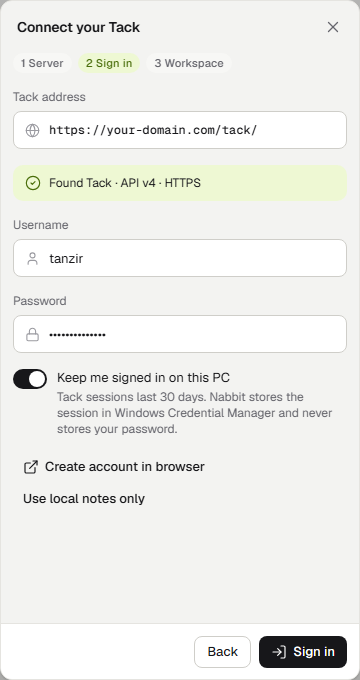 Connect your Tack
1 Server
2 Sign in
3 Workspace
Tack address
https://your-domain.com/tack/
Found Tack · API v4 · HTTPS
Username
tanzir
Password
••••••••••••••
Keep me signed in on this PC
Tack sessions last 30 days. Nabbit stores the
session in Windows Credential Manager and never
stores your password.
Create account in browser
Use local notes only
Back
Sign in